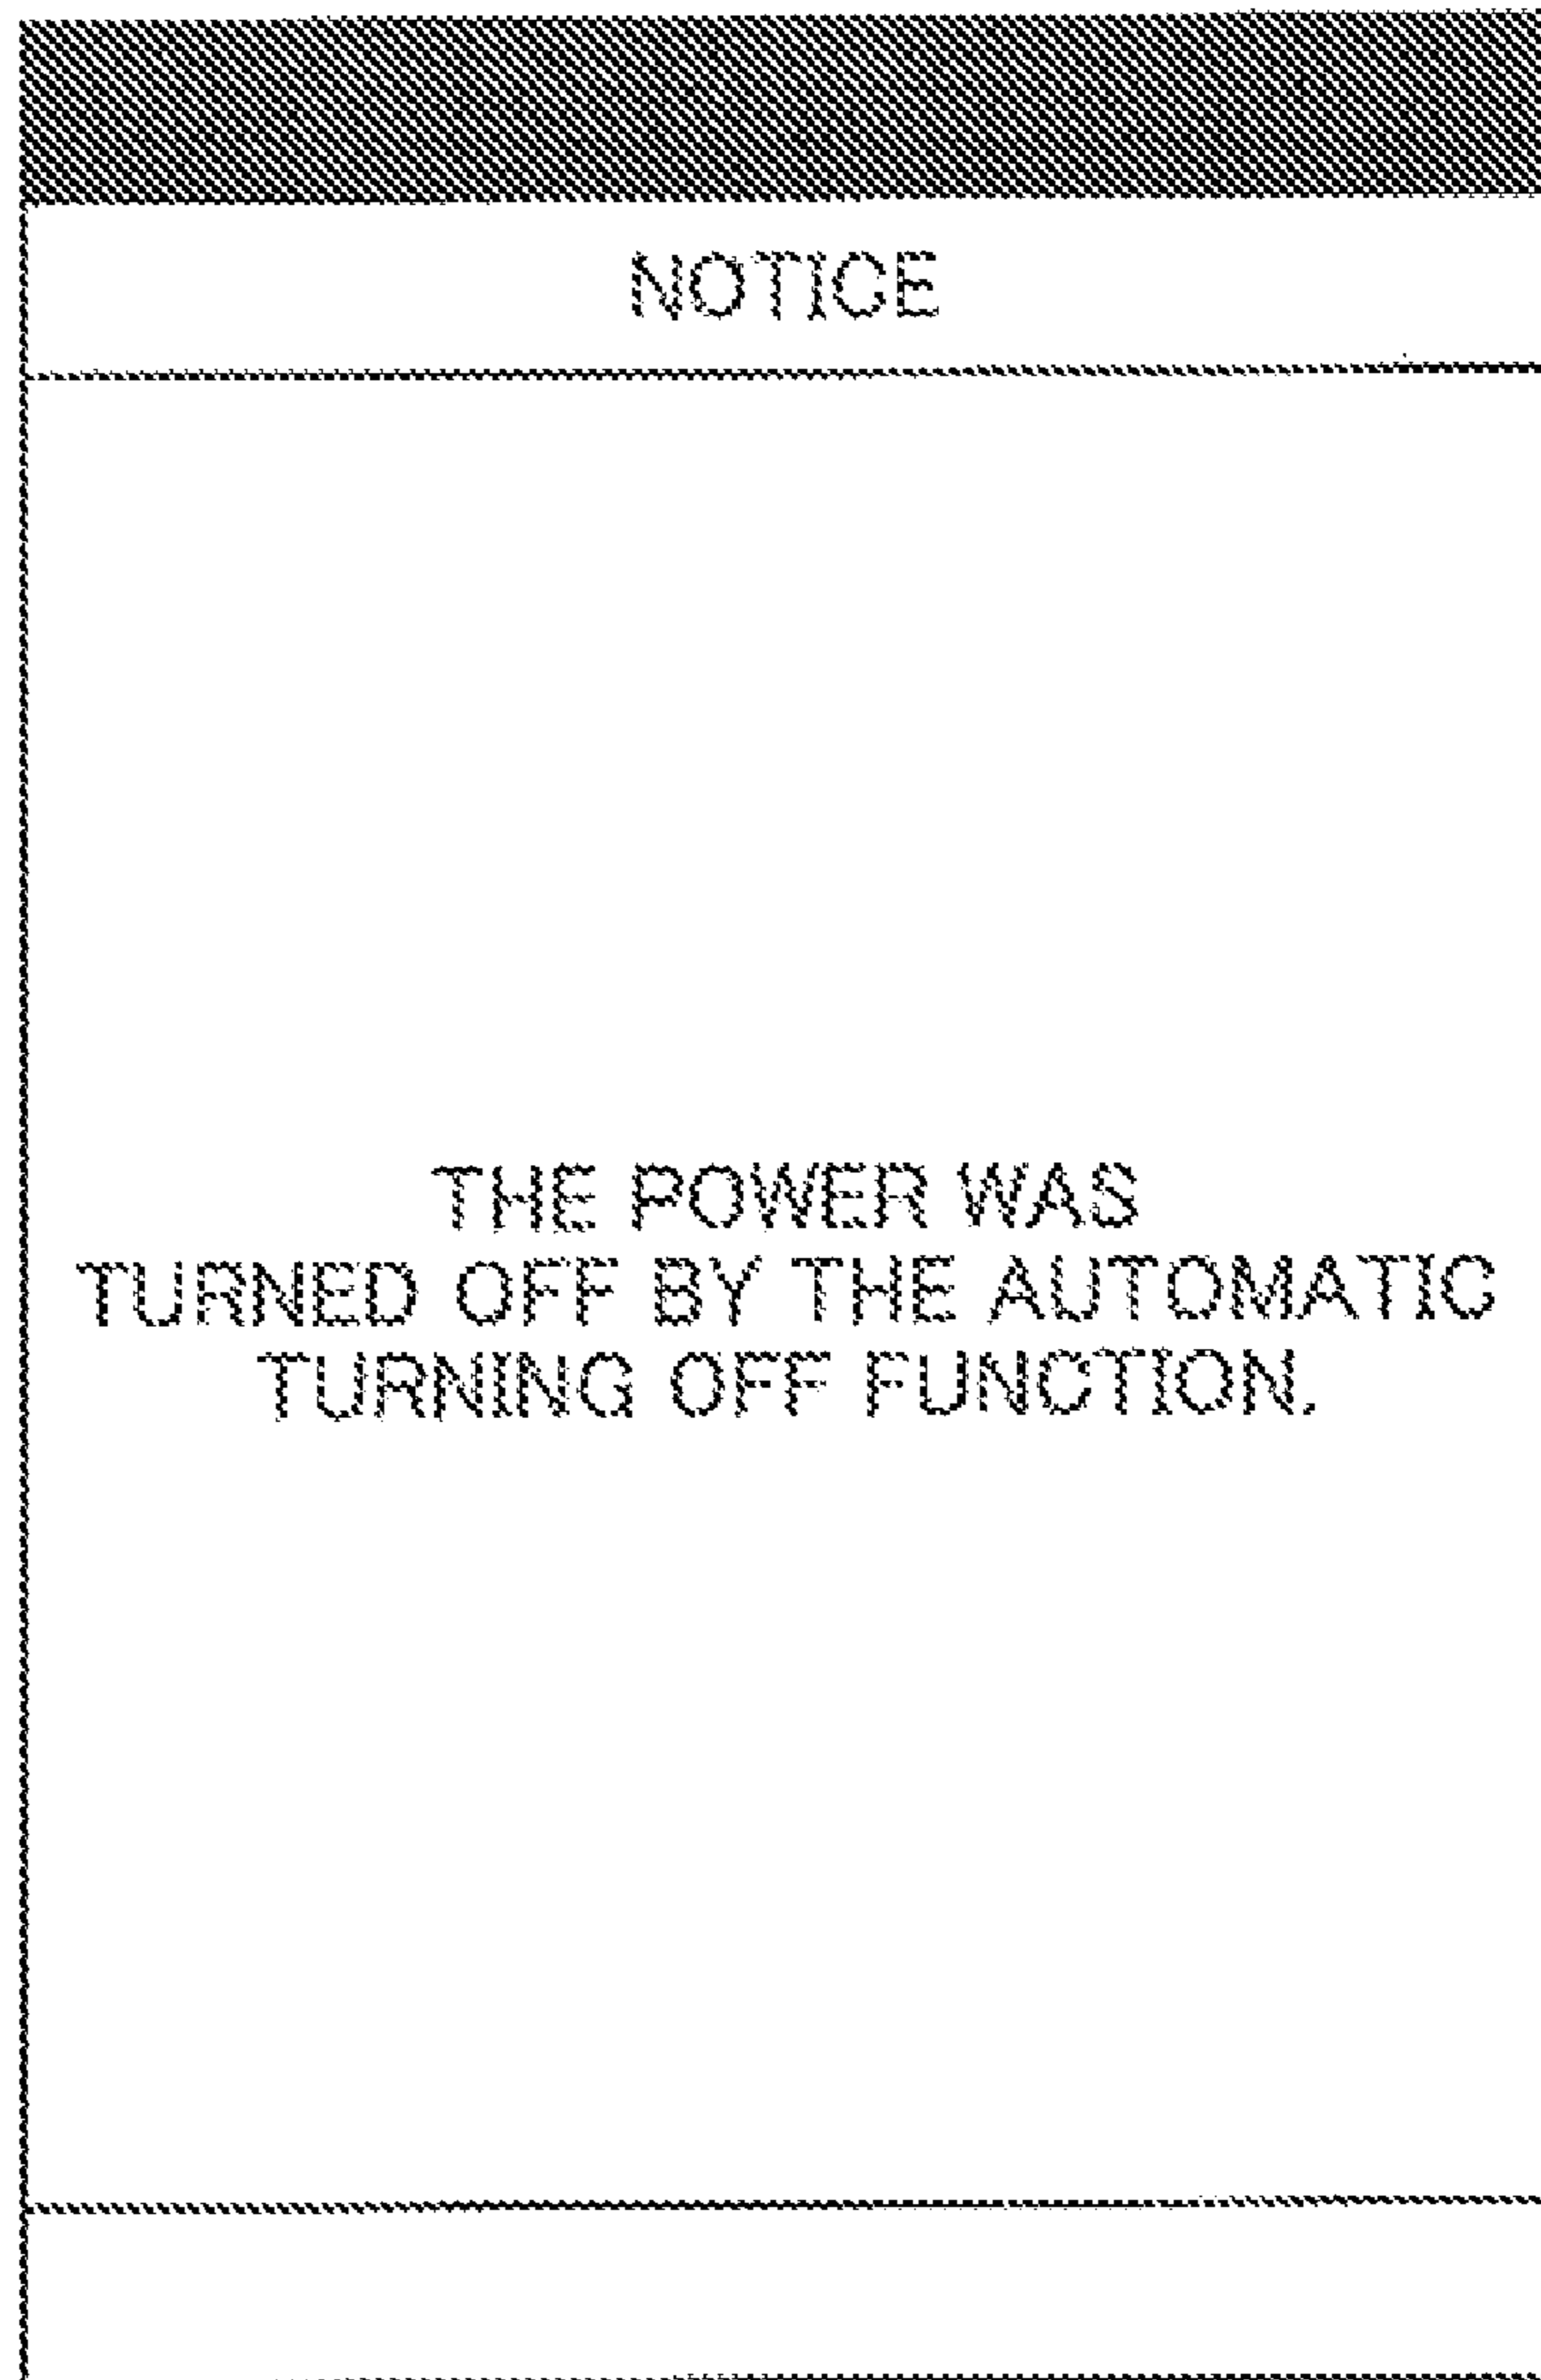 NOTICE
THE POWER WAS
TURNED OFF BY THE AUTOMATIC
TURNING OFF FUNCTION.